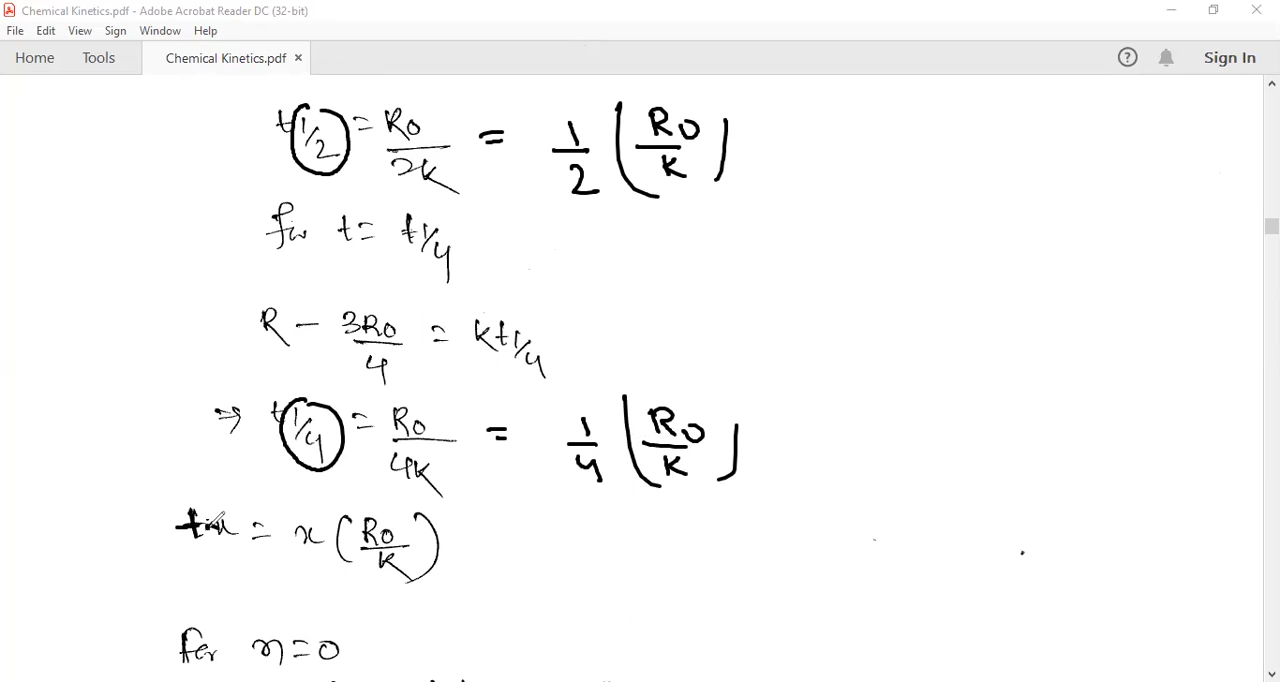 Chemical Kinetics.pdf - Adobe Acrobat Reader DC (32-bit)
File Edit View Sign Window Help
Home Tools Chemical Kinetics.pdf × Sign In
t1/2 = R0/2k = 1/2 (R0/k)
for t = t1/4
R - 3R0/4 = kt1/4
⇒ t1/4 = R0/4k = 1/4 (R0/k)
= x (R0/k)
for n=0